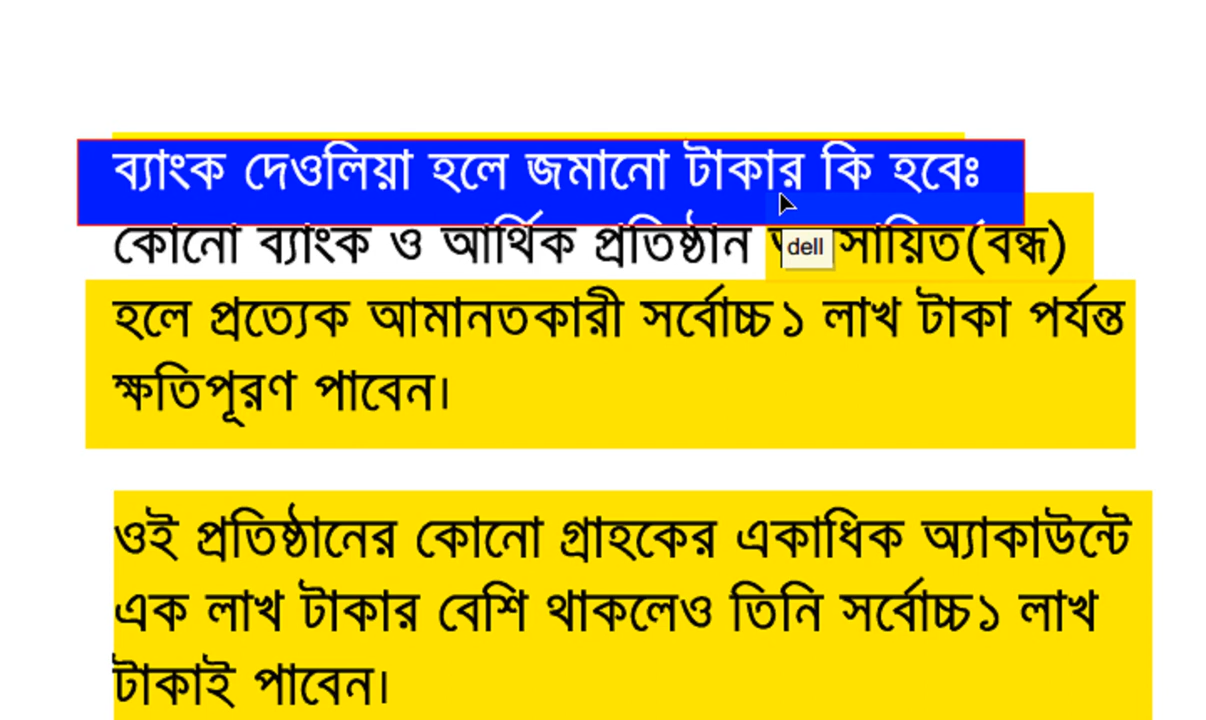 ব্যাংক দেওলিয়া হলে জমানো টাকার কি হবেঃ
কোনো ব্যাংক ও আর্থিক প্রতিষ্ঠান সায়িত(বন্ধ)
dell
হলে প্রত্যেক আমানতকারী সর্বোচ্চ১ লাখ টাকা পর্যন্ত
ক্ষতিপূরণ পাবেন।
ওই প্রতিষ্ঠানের কোনো গ্রাহকের একাধিক অ্যাকাউন্টে
এক লাখ টাকার বেশি থাকলেও তিনি সর্বোচ্চ১ লাখ
টাকাই পাবেন।